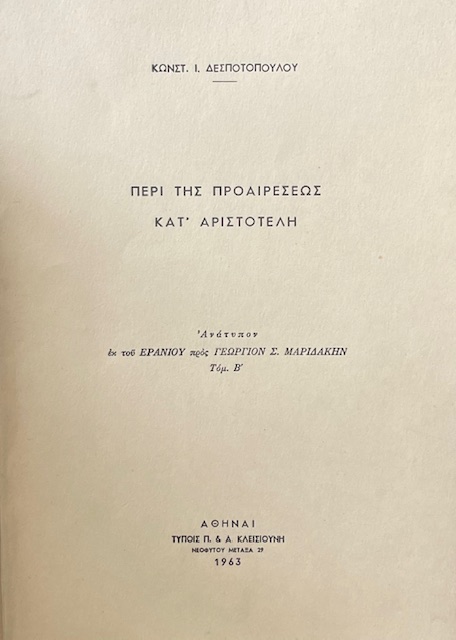 ΚΩΝΣΤ. Ι. ΔΕΣΠΟΤΟΠΟΥΛΟΥ
ΠΕΡΙ ΤΗΣ ΠΡΟΑΙΡΕΣΕΩΣ
ΚΑΤ' ΑΡΙΣΤΟΤΕΛΗ
Ἀνάτυπον
ἐκ τοῦ ΕΡΑΝΙΟΥ πρὸς ΓΕΩΡΓΙΟΝ Σ. ΜΑΡΙΔΑΚΗΝ
Τόμ. Β'
ΑΘΗΝΑΙ
ΤΥΠΟΙΣ Π. & Α. ΚΛΕΙΣΙΟΥΝΗ
ΝΕΟΦΥΤΟΥ ΜΕΤΑΞΑ 29
1963